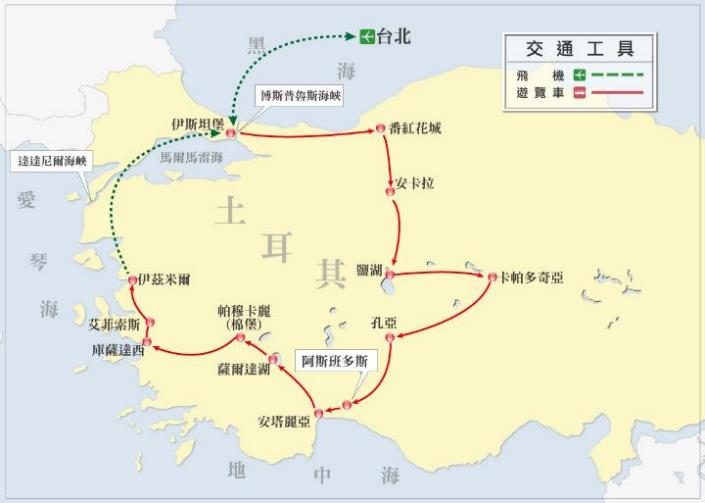 台北
黑
海
交通工具
飛機
遊覽車
博斯普魯斯海峽
伊斯坦堡
番紅花城
馬爾馬雷海
達達尼爾海峽
安卡拉
愛
琴
海
土
耳
其
鹽湖
卡帕多奇亞
伊茲米爾
帕穆卡麗
(棉堡)
孔亞
艾菲索斯
庫薩達西
阿斯班多斯
薩爾達湖
安塔麗亞
地中海